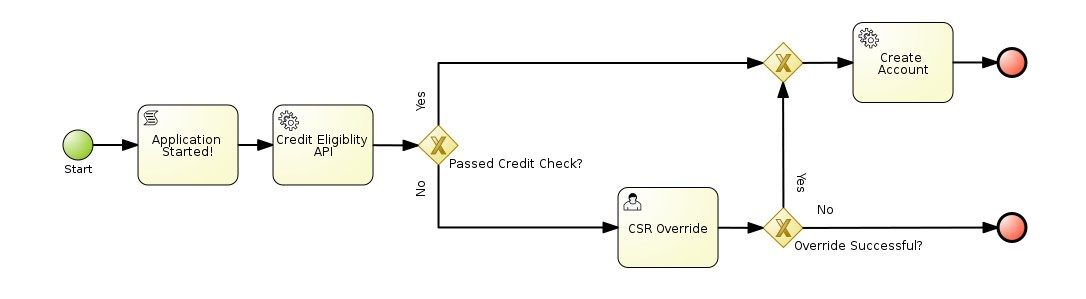 Start
Application
Started!
Credit Eligiblity
API
Yes
Passed Credit Check?
No
CSR Override
Yes
No
Override Successful?
Create
Account